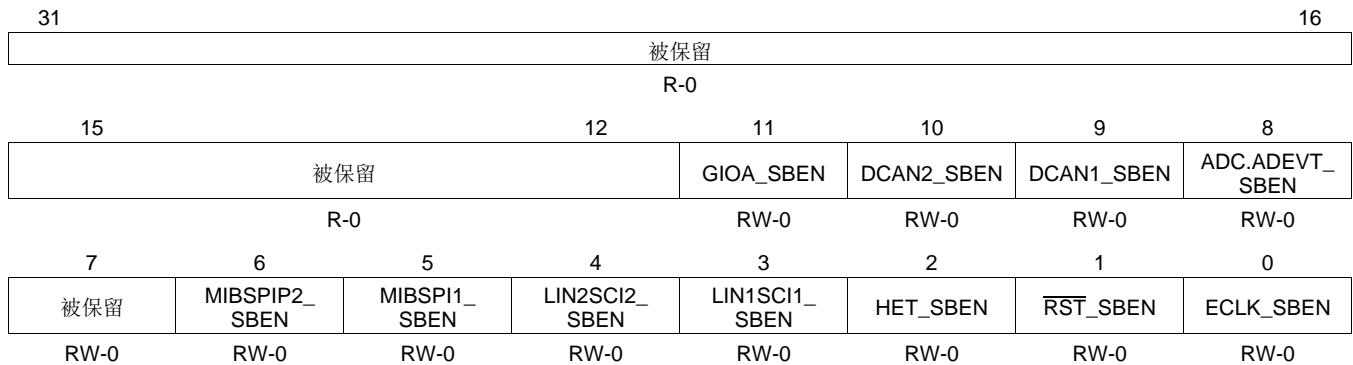 31 16
被保留
R-0
15 12 11 10 9 8
被保留 GIOA_SBEN DCAN2_SBEN DCAN1_SBEN ADC.ADEVT_
SBEN
R-0 RW-0 RW-0 RW-0 RW-0
7 6 5 4 3 2 1 0
被保留 MIBSPIP2_ MIBSPI1_ LIN2SCI2_ LIN1SCI1_ HET_SBEN R̅S̅T̅_SBEN ECLK_SBEN
SBEN SBEN SBEN SBEN
RW-0 RW-0 RW-0 RW-0 RW-0 RW-0 RW-0 RW-0